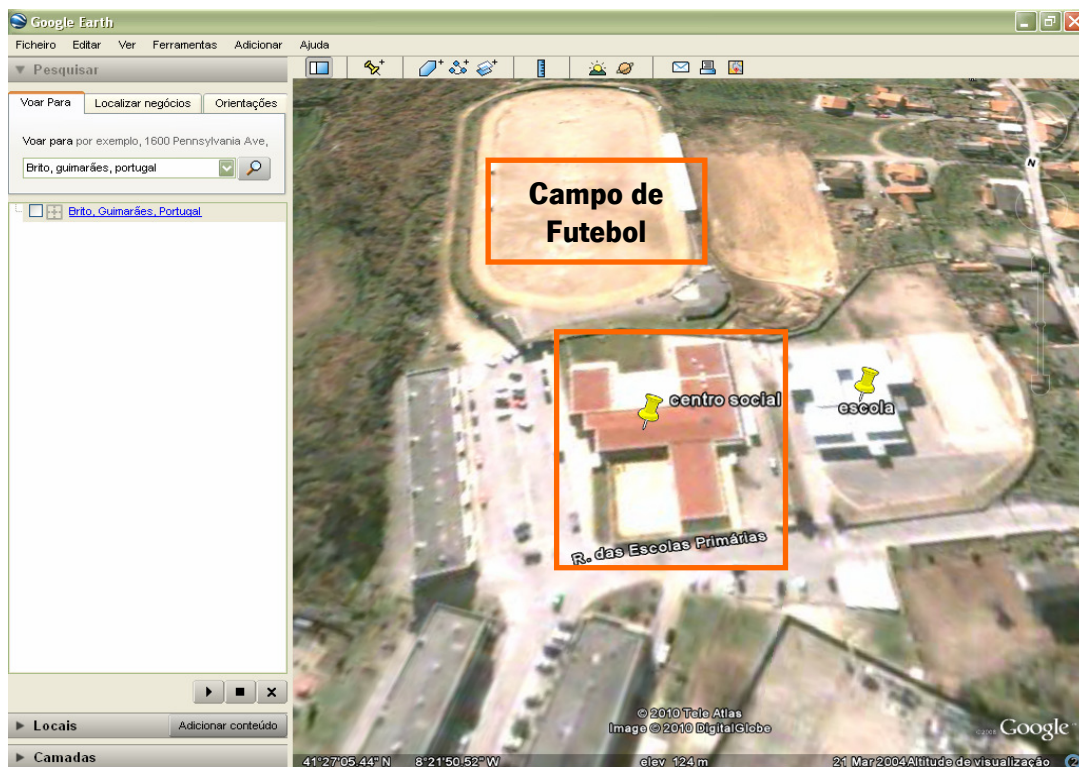 Google Earth
Ficheiro Editar Ver Ferramentas Adicionar Ajuda
Pesquisar
Voar Para Localizar negócios Orientações
Voar para por exemplo, 1600 Pennsylvania Ave,
Brito, guimarães, portugal
Brito, Guimarães, Portugal
Campo de
Futebol
N
centro social
escola
R. das Escolas Primárias
Locais Adicionar conteúdo
Camadas
© 2010 Tele Atlas
Image © 2010 DigitalGlobe
Google
41°27'05.44" N 8°21'50.52" W elev 124 m 21 Mar 2004 Altitude de visualização